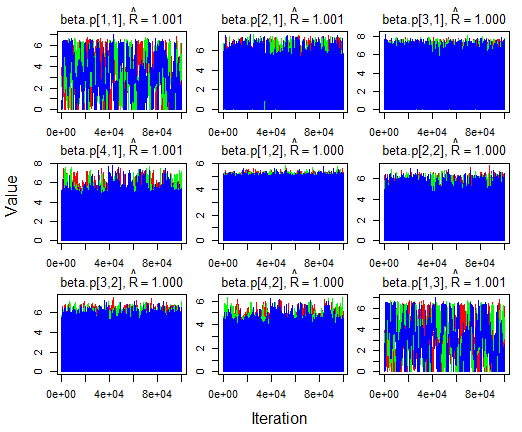 beta.p[1,1], R̂ = 1.001 beta.p[2,1], R̂ = 1.001 beta.p[3,1], R̂ = 1.000
6 6 8
4 4 6
2 2 4
0 0 2
0
0e+00 4e+04 8e+04 0e+00 4e+04 8e+04 0e+00 4e+04 8e+04
beta.p[4,1], R̂ = 1.001 beta.p[1,2], R̂ = 1.000 beta.p[2,2], R̂ = 1.000
8 6 6
6 4 4
4 2 2
2 0 0
0
0e+00 4e+04 8e+04 0e+00 4e+04 8e+04 0e+00 4e+04 8e+04
beta.p[3,2], R̂ = 1.000 beta.p[4,2], R̂ = 1.000 beta.p[1,3], R̂ = 1.001
6 6 6
4 4 4
2 2 2
0 0 0
0e+00 4e+04 8e+04 0e+00 4e+04 8e+04 0e+00 4e+04 8e+04
Value
Iteration